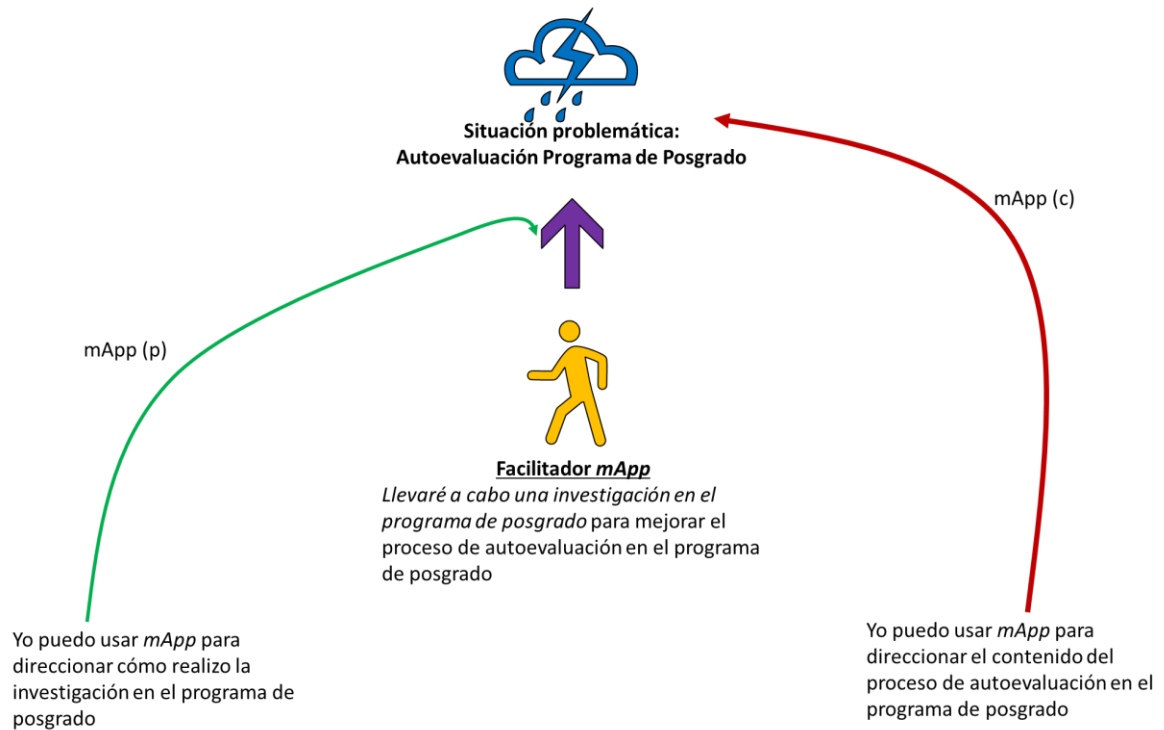 Situación problemática:
Autoevaluación Programa de Posgrado
mApp (c)
mApp (p)
Facilitador mApp
Llevaré a cabo una investigación en el
programa de posgrado para mejorar el
proceso de autoevaluación en el programa
de posgrado
Yo puedo usar mApp para
direccionar cómo realizo la
investigación en el programa de
posgrado
Yo puedo usar mApp para
direccionar el contenido del
proceso de autoevaluación en el
programa de posgrado